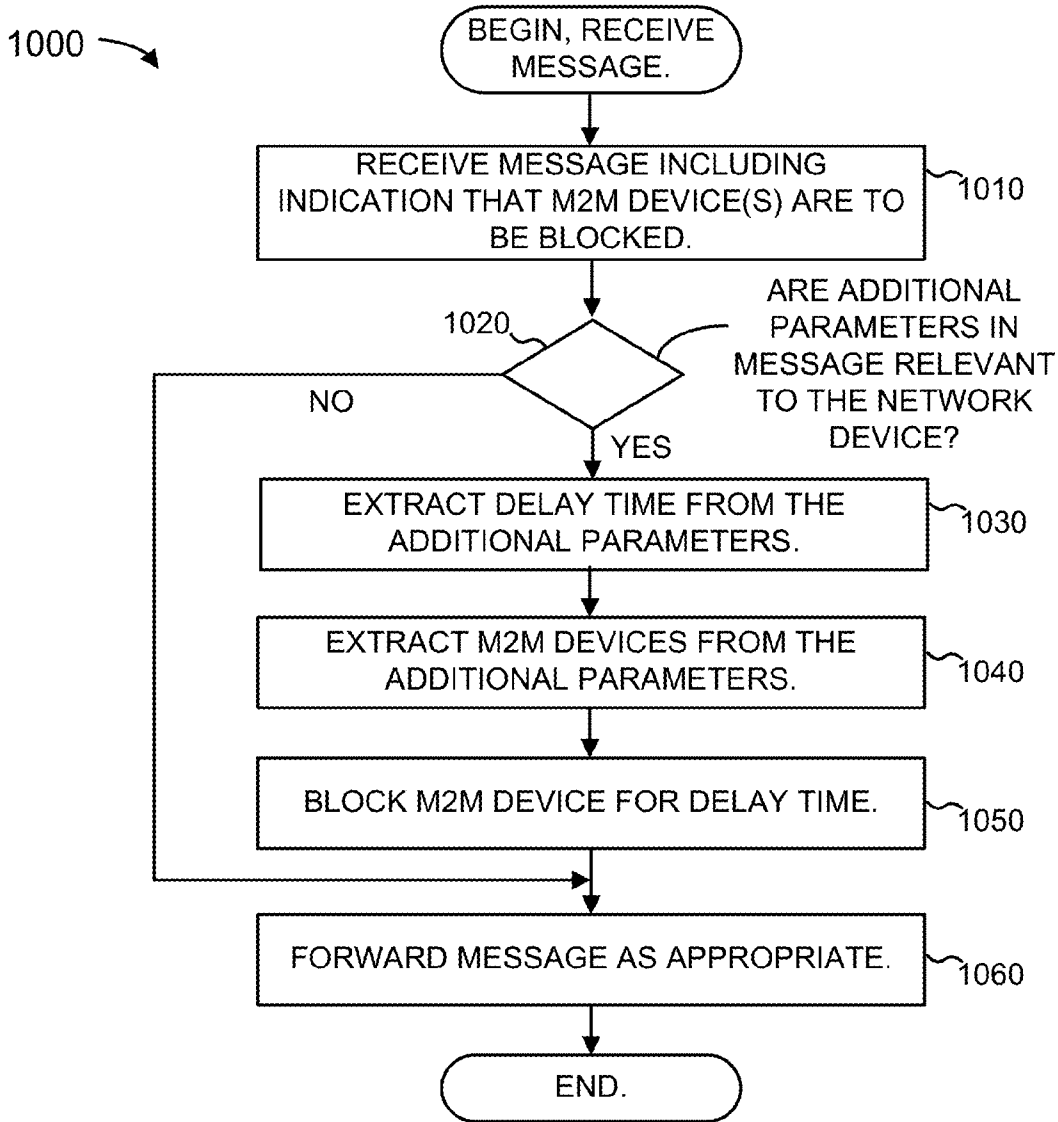 1000
BEGIN, RECEIVE
MESSAGE.
RECEIVE MESSAGE INCLUDING
INDICATION THAT M2M DEVICE(S) ARE TO
BE BLOCKED.
1010
1020
ARE ADDITIONAL
PARAMETERS IN
MESSAGE RELEVANT
TO THE NETWORK
DEVICE?
NO
YES
EXTRACT DELAY TIME FROM THE
ADDITIONAL PARAMETERS.
1030
EXTRACT M2M DEVICES FROM THE
ADDITIONAL PARAMETERS.
1040
BLOCK M2M DEVICE FOR DELAY TIME.
1050
FORWARD MESSAGE AS APPROPRIATE.
1060
END.